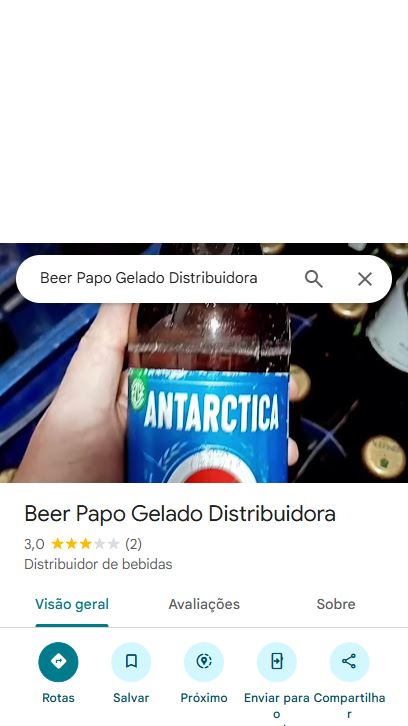 Beer Papo Gelado Distribuidora
ANTARCTICA
Beer Papo Gelado Distribuidora
3,0 (2)
Distribuidor de bebidas
Visão geral Avaliações Sobre
Rotas Salvar Próximo Enviar para o Compartilhar